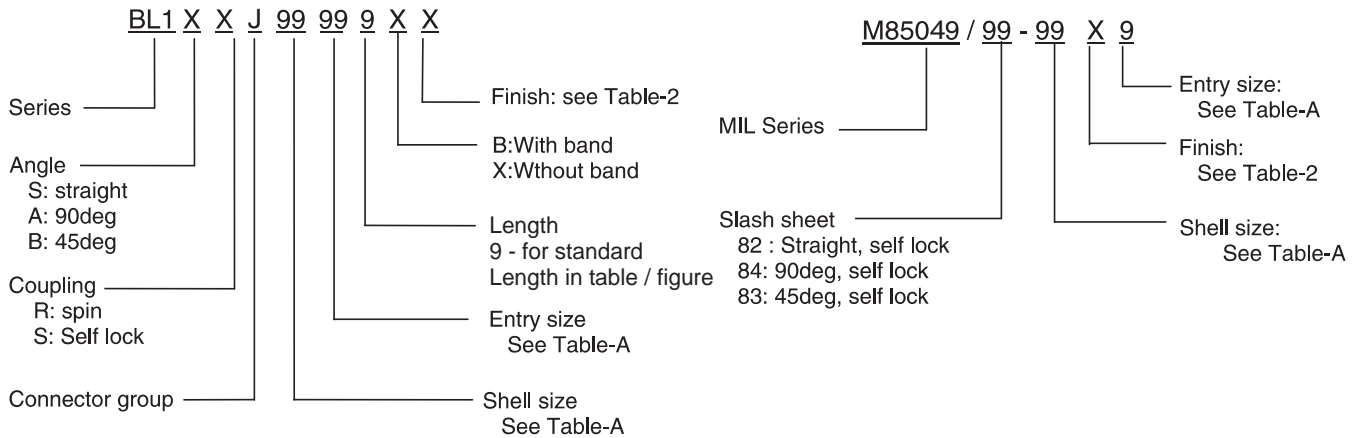 BL1 X X J 99 99 9 X X
Series
Angle
S: straight
A: 90deg
B: 45deg
Coupling
R: spin
S: Self lock
Connector group
Finish: see Table-2
B:With band
X:Wthout band
Length
9 - for standard
Length in table / figure
Entry size
See Table-A
Shell size
See Table-A
M85049 / 99 - 99 X 9
MIL Series
Slash sheet
82 : Straight, self lock
84: 90deg, self lock
83: 45deg, self lock
Entry size:
See Table-A
Finish:
See Table-2
Shell size:
See Table-A